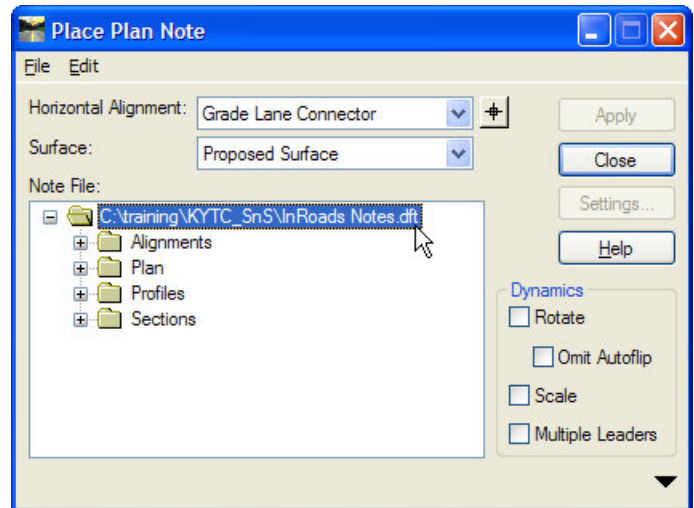 Place Plan Note
File Edit
Horizontal Alignment: Grade Lane Connector
Apply
Surface: Proposed Surface
Close
Note File:
Settings...
C:\training\KYTC_SnS\InRoads Notes.dft
Help
Alignments
Plan
Profiles
Sections
Dynamics
Rotate
Omit Autoflip
Scale
Multiple Leaders